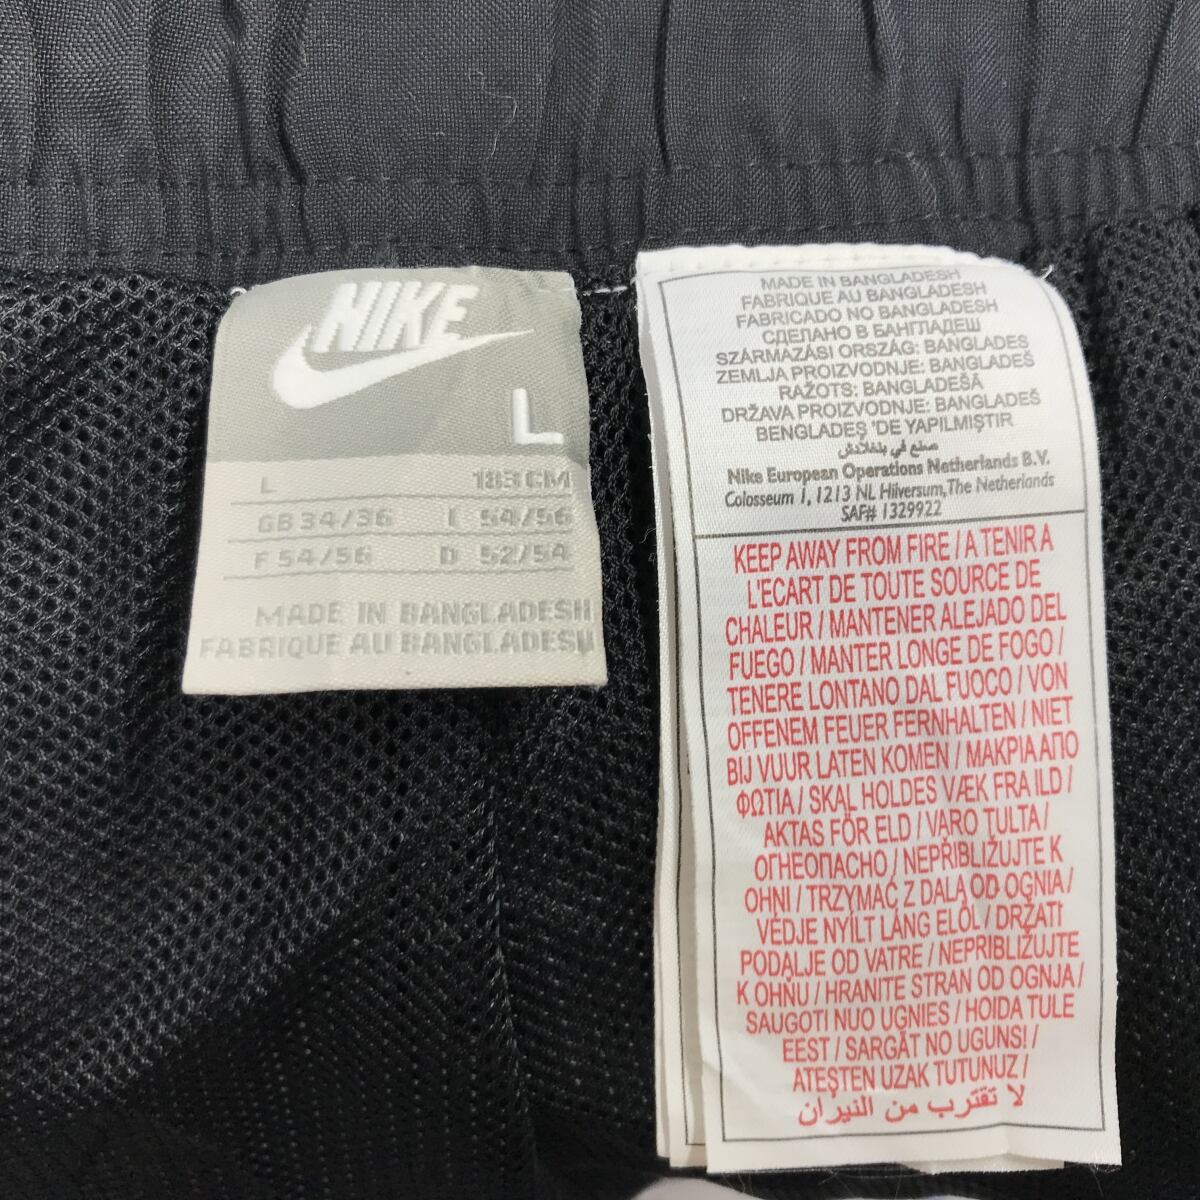 NIKE
L
L 183CM
GB 34/36 I 54/56
F 54/56 D 52/54
MADE IN BANGLADESH
FABRIQUE AU BANGLADESH
MADE IN BANGLADESH
FABRIQUE AU BANGLADESH
FABRICADO NO BANGLADESH
СДЕЛАНО В БАНГЛАДЕШ
SZÁRMAZÁSI ORSZÁG: BANGLADES
ZEMLJA PROIZVODNJE: BANGLADEŠ
RAŽOTS: BANGLADEŠĀ
DRŽAVA PROIZVODNJE: BANGLADEŠ
BENGLADEŞ 'DE YAPILMIŞTIR
صنع في بنغلادش
Nike European Operations Netherlands B.V.
Colosseum 1, 1213 NL Hilversum, The Netherlands
SAF# 1329922
KEEP AWAY FROM FIRE / A TENIR A
L'ECART DE TOUTE SOURCE DE
CHALEUR / MANTENER ALEJADO DEL
FUEGO / MANTER LONGE DE FOGO /
TENERE LONTANO DAL FUOCO / VON
OFFENEM FEUER FERNHALTEN / NIET
BIJ VUUR LATEN KOMEN / ΜΑΚΡΙΑ ΑΠΟ
ΦΩΤΙΑ / SKAL HOLDES VÆK FRA ILD /
AKTAS FÖR ELD / VARO TULTA /
ОГНЕОПАСНО / NEPŘIBLIŽUJTE K
OHNI / TRZYMAĆ Z DALA OD OGNIA /
VÉDJE NYÍLT LÁNG ELŐL / DRŽATI
PODALJE OD VATRE / NEPRIBLIŽUJTE
K OHŇU / HRANITE STRAN OD OGNJA /
SAUGOTI NUO UGNIES / HOIDA TULE
EEST / SARGĀT NO UGUNS! /
ATEŞTEN UZAK TUTUNUZ /
لا تقترب من النيران